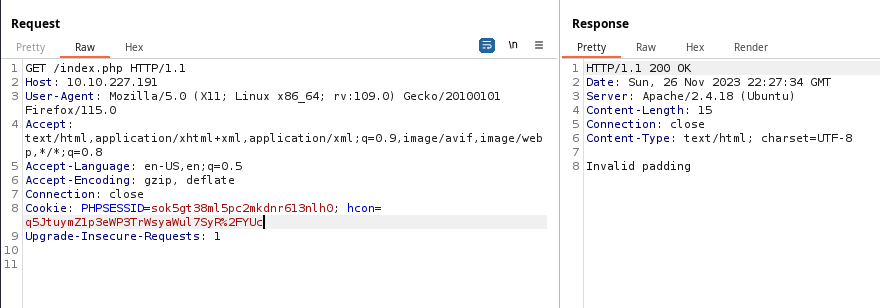 Request
Pretty Raw Hex
\n
1 GET /index.php HTTP/1.1
2 Host: 10.10.227.191
3 User-Agent: Mozilla/5.0 (X11; Linux x86_64; rv:109.0) Gecko/20100101
Firefox/115.0
4 Accept:
text/html,application/xhtml+xml,application/xml;q=0.9,image/avif,image/web
p,*/*;q=0.8
5 Accept-Language: en-US,en;q=0.5
6 Accept-Encoding: gzip, deflate
7 Connection: close
8 Cookie: PHPSESSID=sok5gt38ml5pc2mkdnr613nlh0; hcon=
q5JtuymZ1p3eWP3TrWsyaWul7SyR%2FYUc
9 Upgrade-Insecure-Requests: 1
10
11
Response
Pretty Raw Hex Render
1 HTTP/1.1 200 OK
2 Date: Sun, 26 Nov 2023 22:27:34 GMT
3 Server: Apache/2.4.18 (Ubuntu)
4 Content-Length: 15
5 Connection: close
6 Content-Type: text/html; charset=UTF-8
7
8 Invalid padding